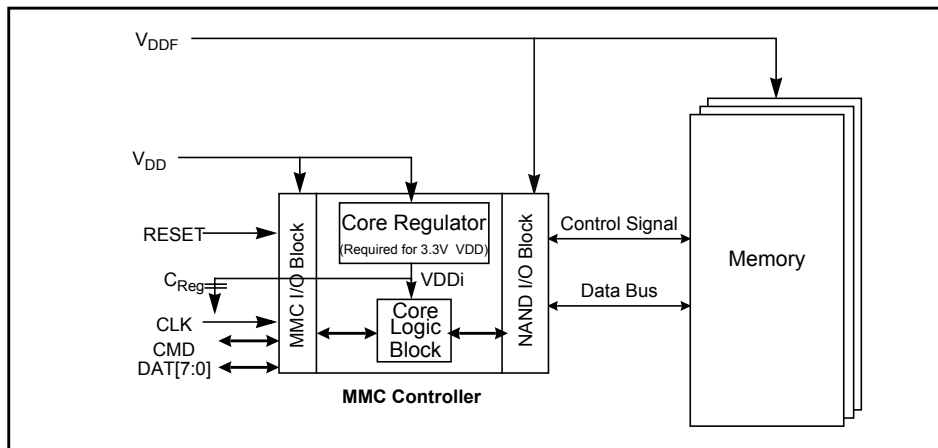 VDDF
VDD
RESET
CReg
CLK
CMD
DAT[7:0]
MMC I/O Block
Core Regulator
(Required for 3.3V VDD)
VDDi
Core
Logic
Block
NAND I/O Block
MMC Controller
Control Signal
Data Bus
Memory